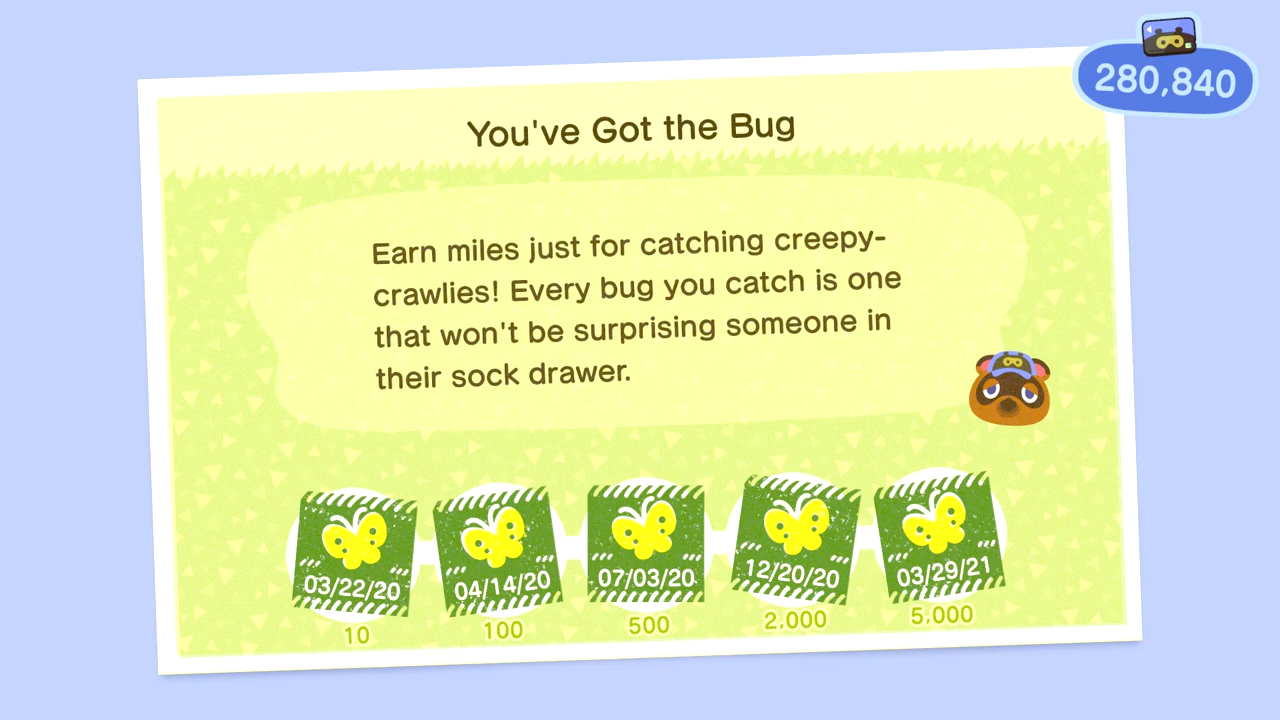 280,840
You've Got the Bug
Earn miles just for catching creepy-
crawlies! Every bug you catch is one
that won't be surprising someone in
their sock drawer.
03/22/20 04/14/20 07/03/20 12/20/20 03/29/21
10 100 500 2,000 5,000